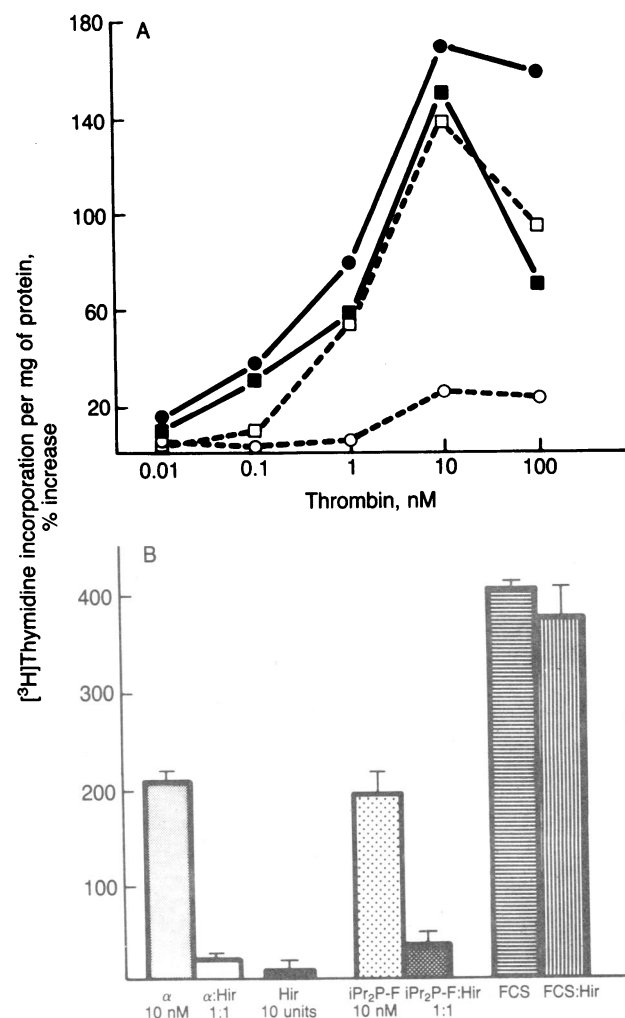 A
180
140
100
60
20
0.01 0.1 1 10 100
Thrombin, nM
[³H]Thymidine incorporation per mg of protein,
% increase
B
400
300
200
100
α α:Hir Hir iPr₂P-F iPr₂P-F:Hir FCS FCS:Hir
10 nM 1:1 10 units 10 nM 1:1